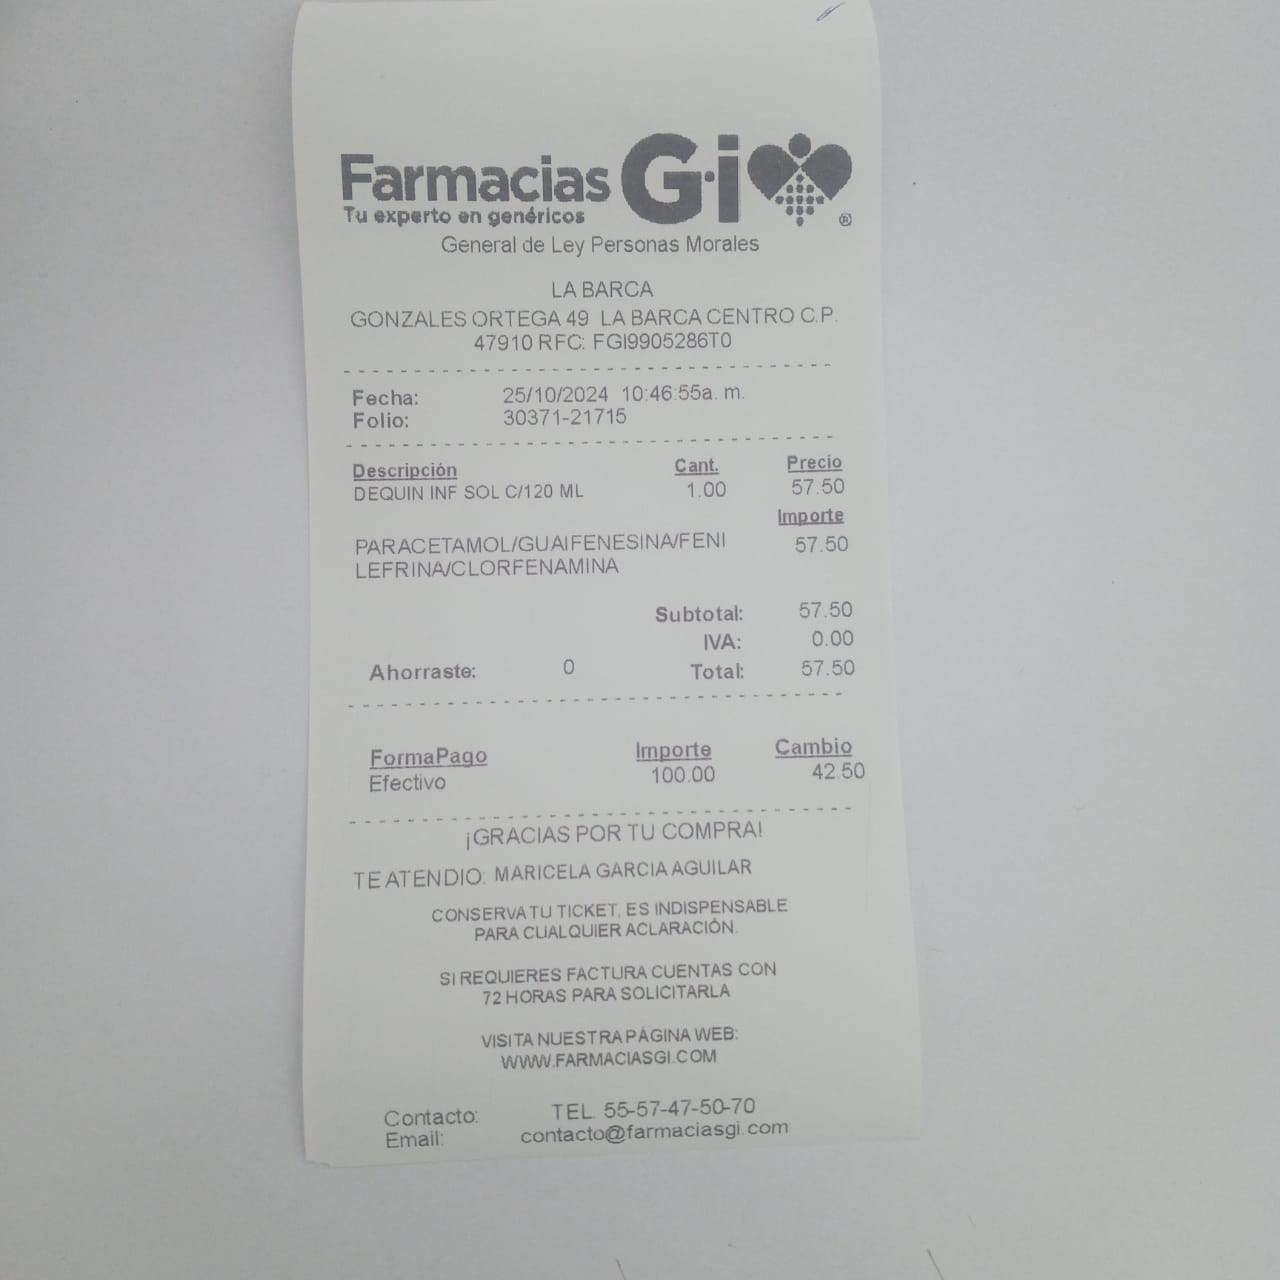 Farmacias G·i
Tu experto en genéricos ®
General de Ley Personas Morales
LA BARCA
GONZALES ORTEGA 49 LA BARCA CENTRO C.P.
47910 RFC: FGI9905286T0
Fecha: 25/10/2024 10:46:55a. m.
Folio: 30371-21715
Descripción Cant. Precio
DEQUIN INF SOL C/120 ML 1.00 57.50
Importe
PARACETAMOL/GUAIFENESINA/FENI 57.50
LEFRINA/CLORFENAMINA
Subtotal: 57.50
IVA: 0.00
Ahorraste: 0 Total: 57.50
FormaPago Importe Cambio
Efectivo 100.00 42.50
¡GRACIAS POR TU COMPRA!
TE ATENDIO: MARICELA GARCIA AGUILAR
CONSERVA TU TICKET, ES INDISPENSABLE
PARA CUALQUIER ACLARACIÓN.
SI REQUIERES FACTURA CUENTAS CON
72 HORAS PARA SOLICITARLA
VISITA NUESTRA PÁGINA WEB:
WWW.FARMACIASGI.COM
Contacto: TEL. 55-57-47-50-70
Email: contacto@farmaciasgi.com